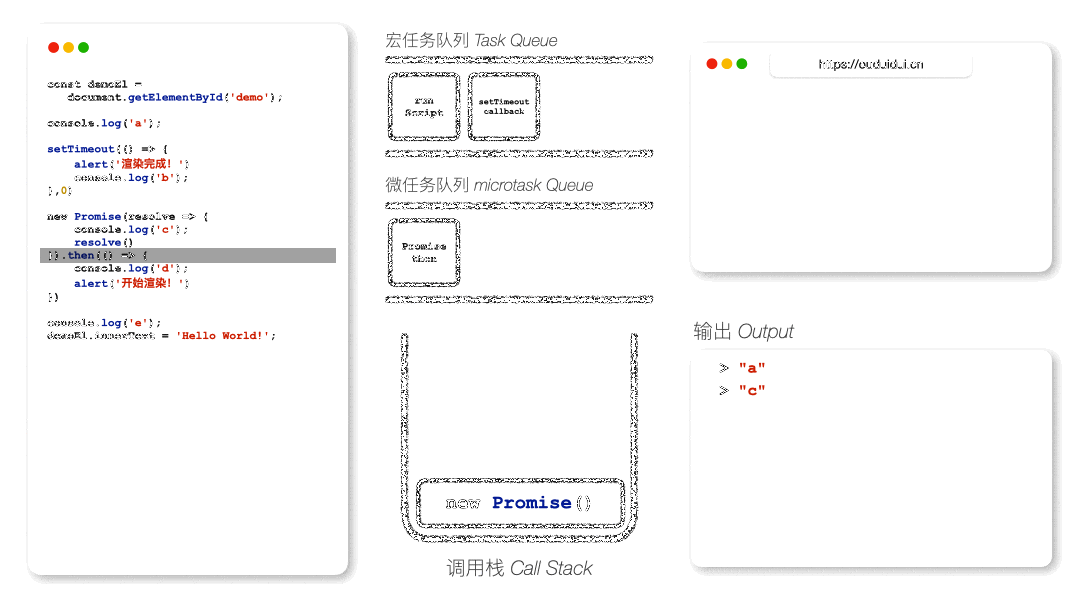 const demoEl =
document.getElementById('demo');
console.log('a');
setTimeout(() => {
alert('渲染完成！')
console.log('b');
},0)
new Promise(resolve => {
console.log('c');
resolve()
}).then(() => {
console.log('d');
alert('开始渲染！')
})
console.log('e');
demoEl.innerText = 'Hello World!';
宏任务队列 Task Queue
run
Script
setTimeout
callback
微任务队列 microtask Queue
Promise
then
new Promise()
调用栈 Call Stack
https://ouduidui.cn
输出 Output
> "a"
> "c"